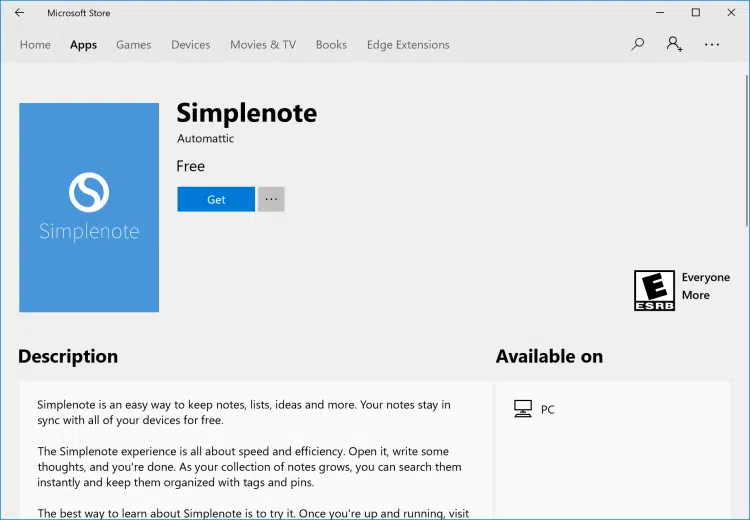 Microsoft Store
Home Apps Games Devices Movies & TV Books Edge Extensions
Simplenote
Automattic
Free
Get
Simplenote
E
ESRB
Everyone
More
Description
Simplenote is an easy way to keep notes, lists, ideas and more. Your notes stay in
sync with all of your devices for free.
The Simplenote experience is all about speed and efficiency. Open it, write some
thoughts, and you're done. As your collection of notes grows, you can search them
instantly and keep them organized with tags and pins.
The best way to learn about Simplenote is to try it. Once you're up and running, visit
Available on
PC